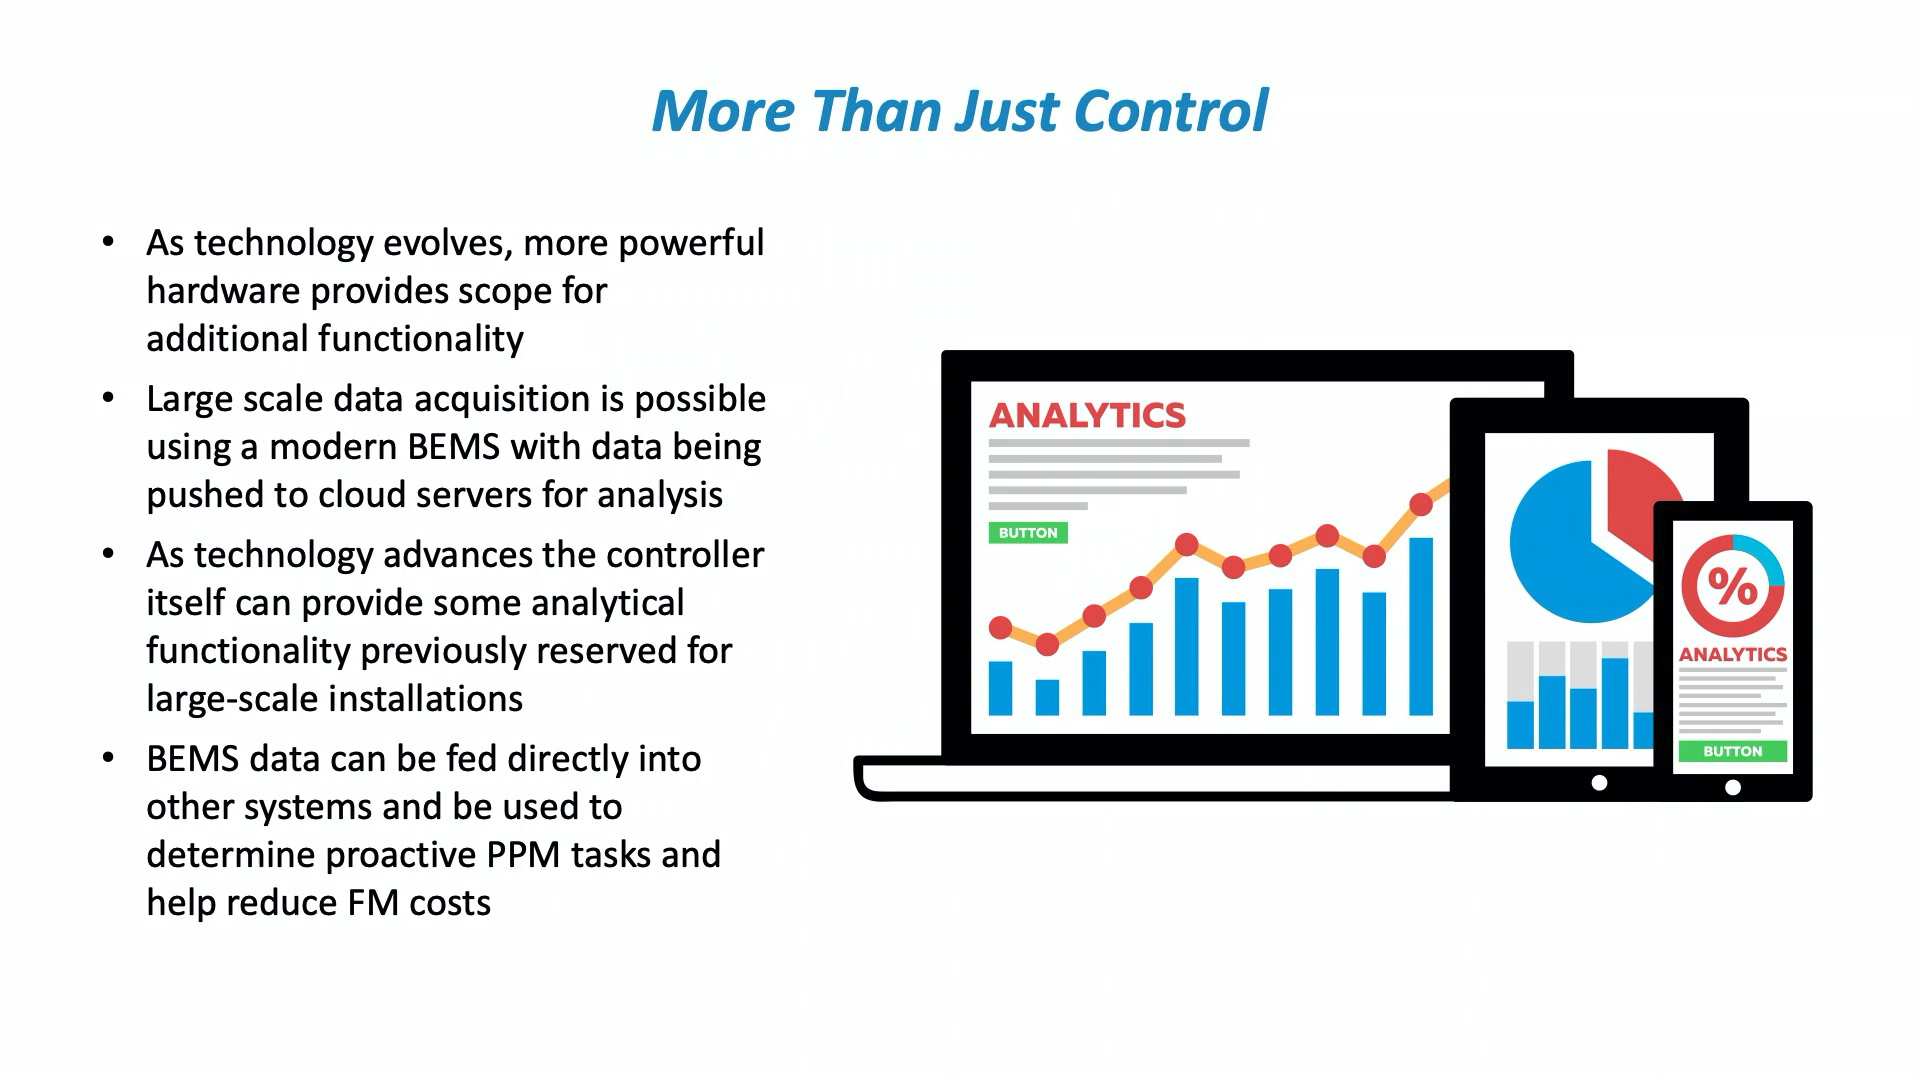 More Than Just Control
• As technology evolves, more powerful
hardware provides scope for
additional functionality
• Large scale data acquisition is possible
using a modern BEMS with data being
pushed to cloud servers for analysis
• As technology advances the controller
itself can provide some analytical
functionality previously reserved for
large-scale installations
• BEMS data can be fed directly into
other systems and be used to
determine proactive PPM tasks and
help reduce FM costs
ANALYTICS
BUTTON
%
ANALYTICS
BUTTON